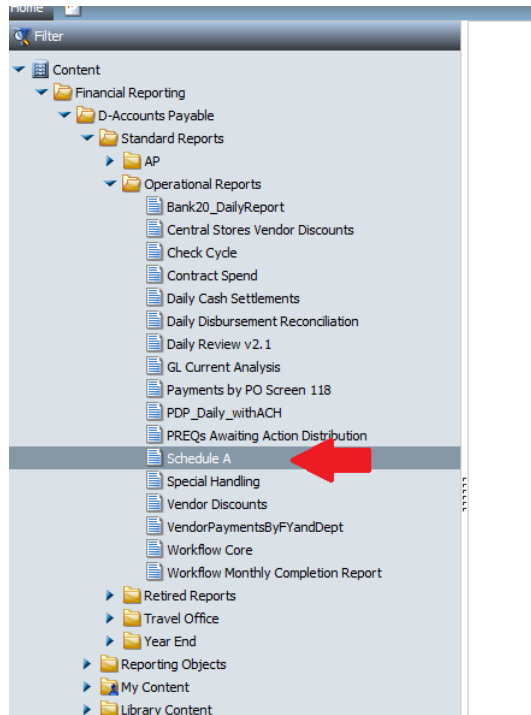 Home
Filter
Content
Financial Reporting
D-Accounts Payable
Standard Reports
AP
Operational Reports
Bank20_DailyReport
Central Stores Vendor Discounts
Check Cycle
Contract Spend
Daily Cash Settlements
Daily Disbursement Reconciliation
Daily Review v2.1
GL Current Analysis
Payments by PO Screen 118
PDP_Daily_withACH
PREQs Awaiting Action Distribution
Schedule A
Special Handling
Vendor Discounts
VendorPaymentsByFYandDept
Workflow Core
Workflow Monthly Completion Report
Retired Reports
Travel Office
Year End
Reporting Objects
My Content
Library Content